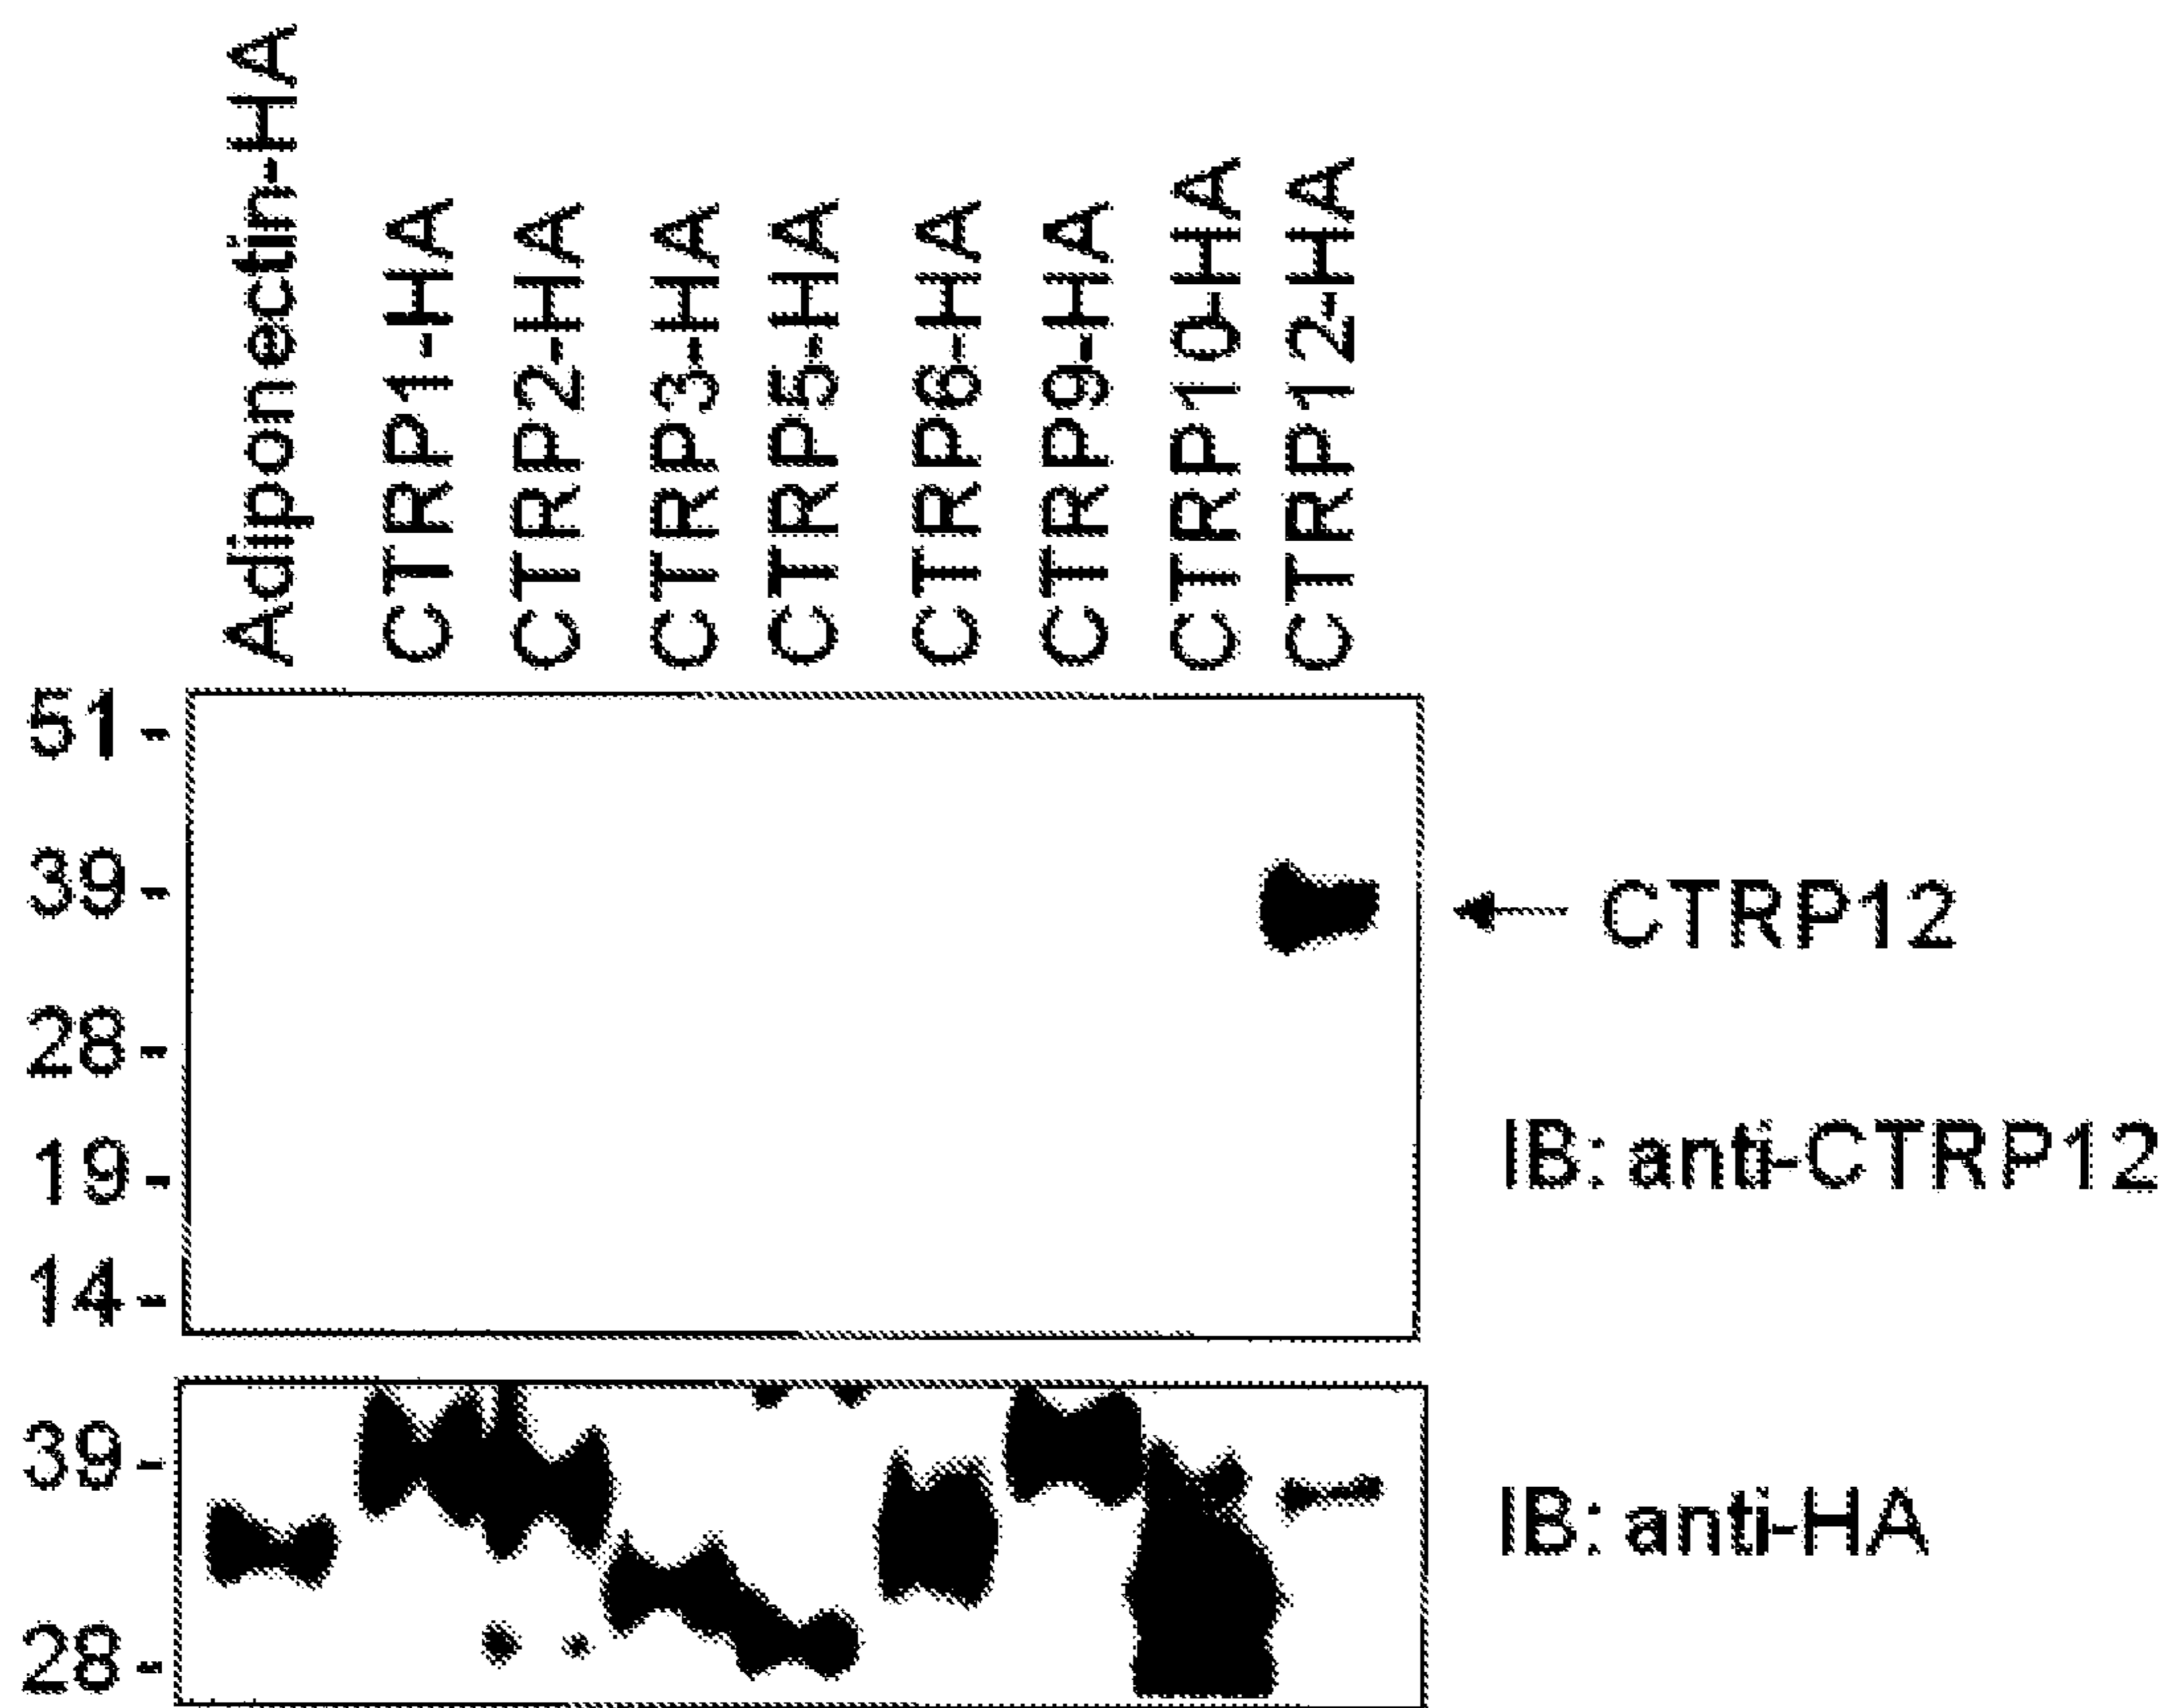 Adiponectin-HA
CTRP1-HA
CTRP2-HA
CTRP3-HA
CTRP5-HA
CTRP6-HA
CTRP9-HA
CTRP10-HA
CTRP12-HA
51-
39-
CTRP12
28-
19-
IB: anti-CTRP12
14-
39-
IB: anti-HA
28-